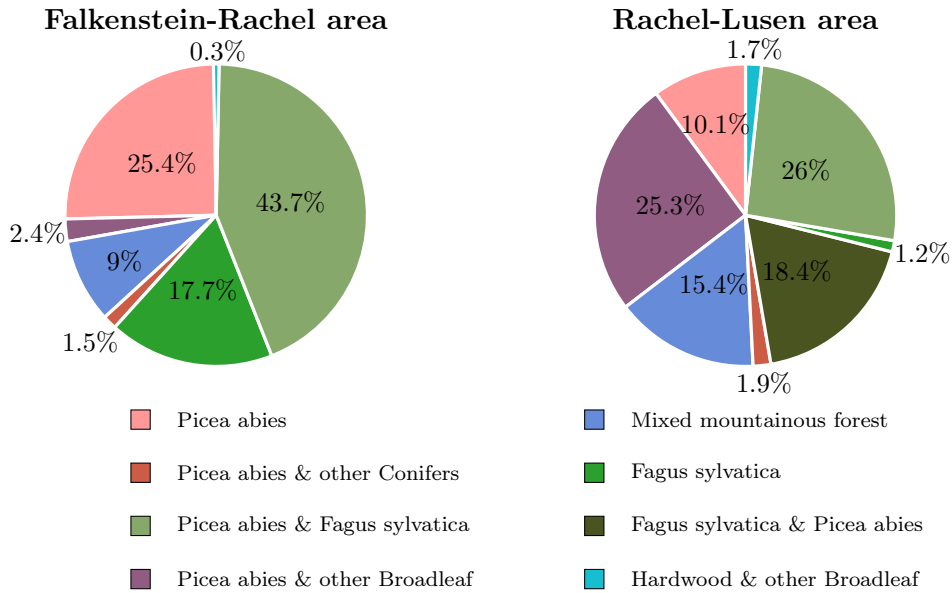 Falkenstein-Rachel area
0.3%
25.4%
43.7%
2.4%
9%
17.7%
1.5%
Rachel-Lusen area
1.7%
10.1%
26%
25.3%
1.2%
18.4%
15.4%
1.9%
Picea abies
Picea abies & other Conifers
Picea abies & Fagus sylvatica
Picea abies & other Broadleaf
Mixed mountainous forest
Fagus sylvatica
Fagus sylvatica & Picea abies
Hardwood & other Broadleaf